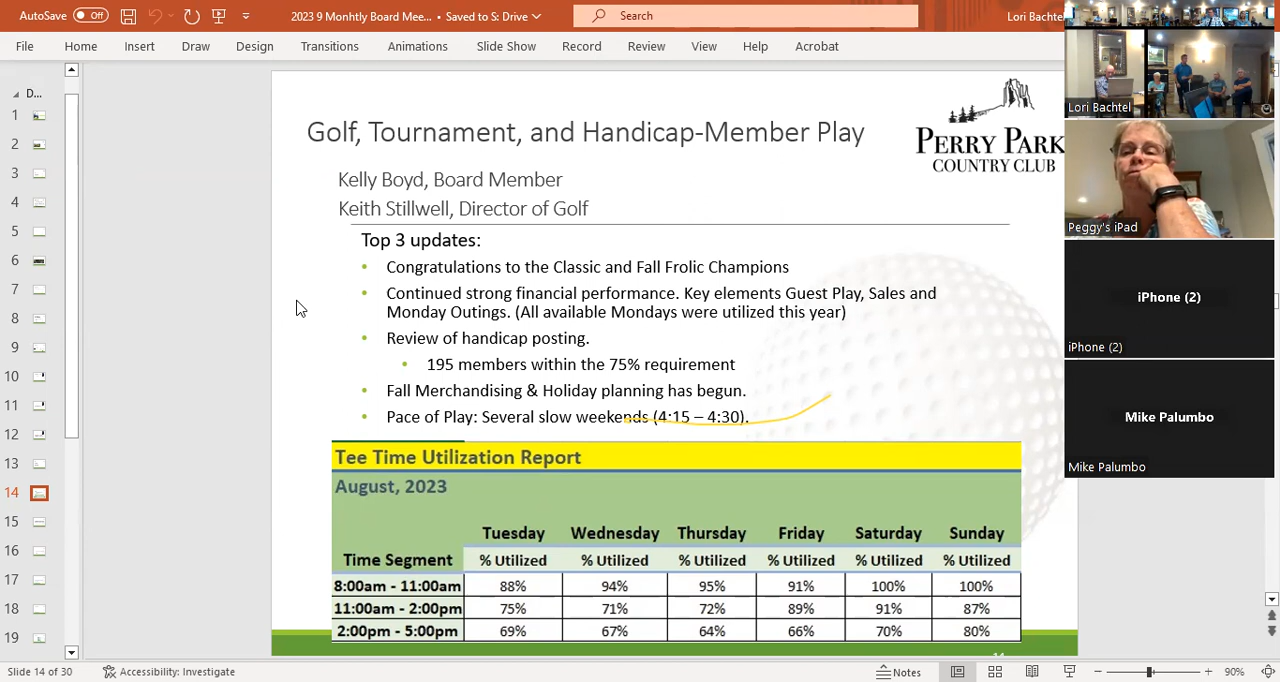 AutoSave Off 2023 9 Monhtly Board Mee... • Saved to S: Drive Search Lori Bachtel
File Home Insert Draw Design Transitions Animations Slide Show Record Review View Help Acrobat
D...
1
2
3
4
5
6
7
8
9
10
11
12
13
14
15
16
17
18
19
Golf, Tournament, and Handicap-Member Play
PERRY PARK
COUNTRY CLUB
Kelly Boyd, Board Member
Keith Stillwell, Director of Golf
Top 3 updates:
• Congratulations to the Classic and Fall Frolic Champions
• Continued strong financial performance. Key elements Guest Play, Sales and
Monday Outings. (All available Mondays were utilized this year)
• Review of handicap posting.
• 195 members within the 75% requirement
• Fall Merchandising & Holiday planning has begun.
• Pace of Play: Several slow weekends (4:15 – 4:30).
Tee Time Utilization Report
August, 2023
Tuesday Wednesday Thursday Friday Saturday Sunday
Time Segment % Utilized % Utilized % Utilized % Utilized % Utilized % Utilized
8:00am - 11:00am 88% 94% 95% 91% 100% 100%
11:00am - 2:00pm 75% 71% 72% 89% 91% 87%
2:00pm - 5:00pm 69% 67% 64% 66% 70% 80%
Lori Bachtel
Peggy's iPad
iPhone (2)
iPhone (2)
Mike Palumbo
Mike Palumbo
Slide 14 of 30 Accessibility: Investigate Notes 90%